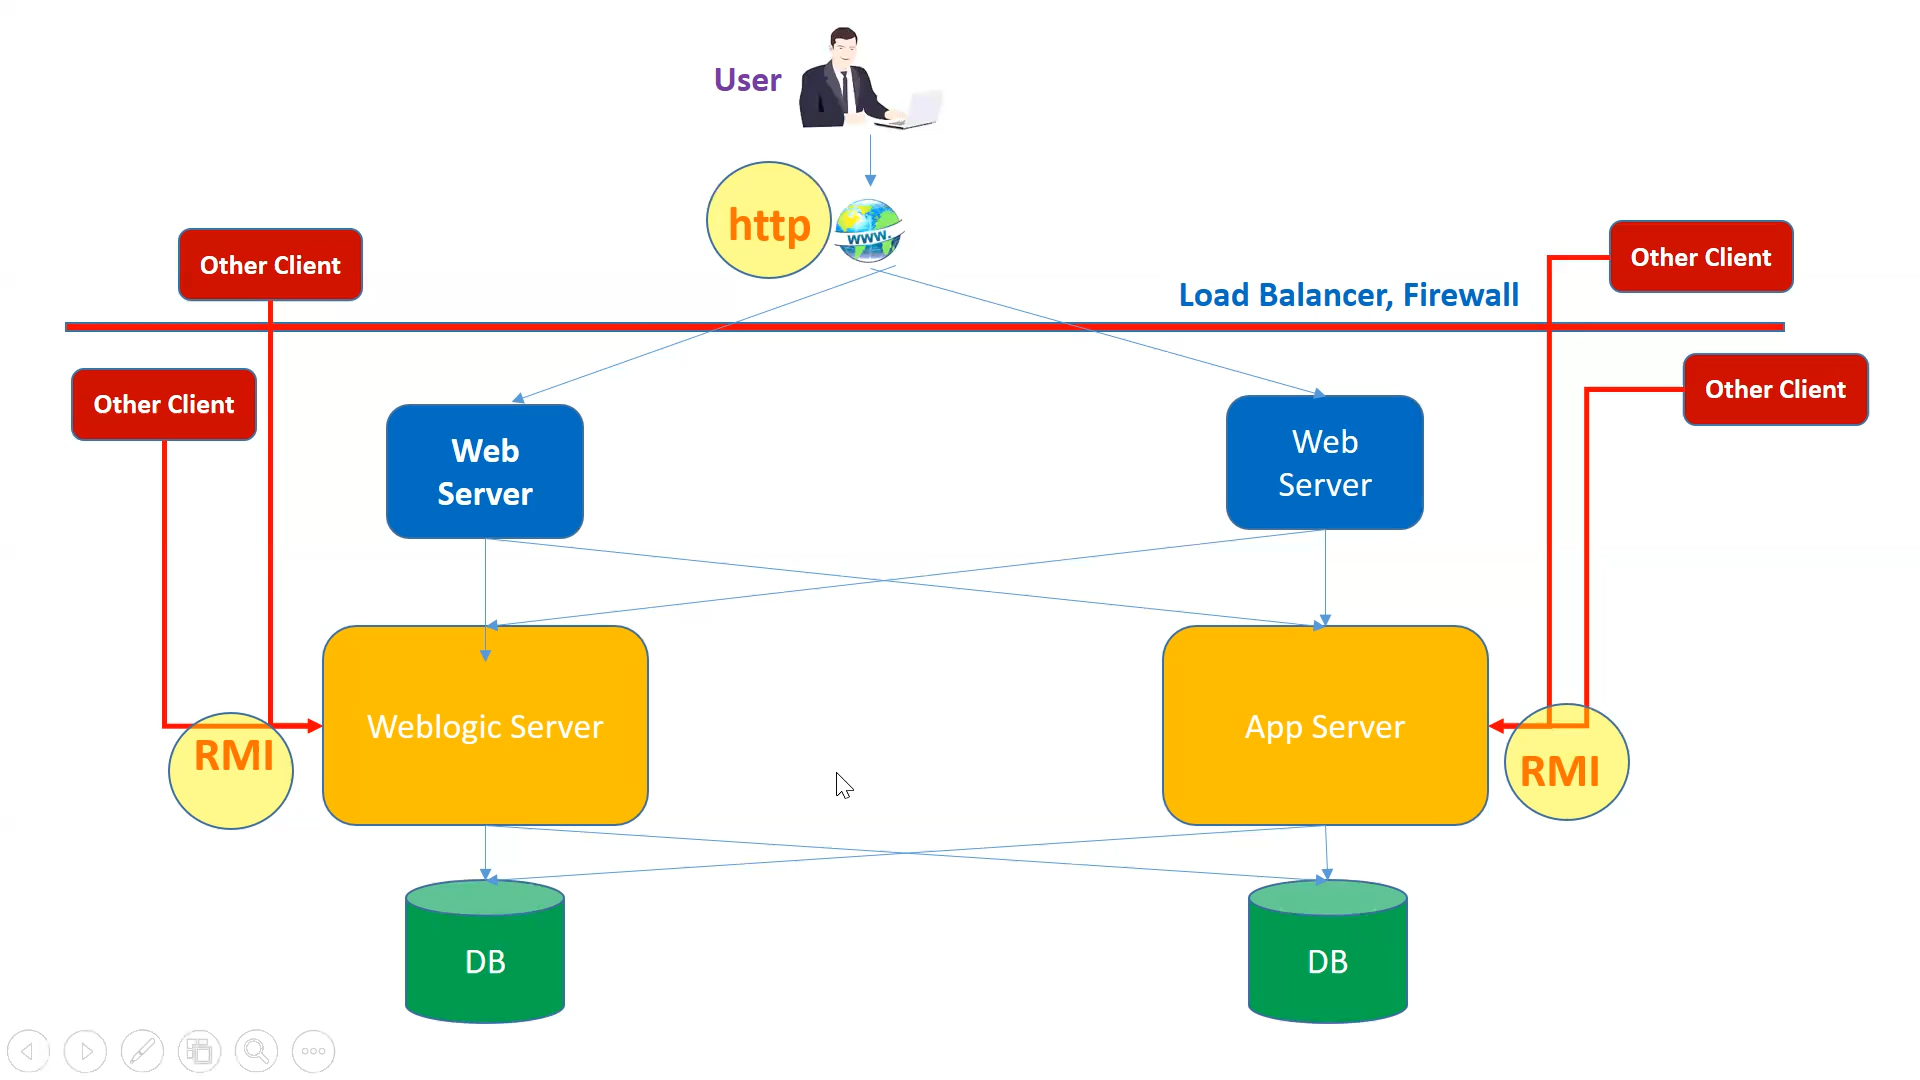 User
http
www.
Other Client
Other Client
Load Balancer, Firewall
Other Client
Other Client
Web
Server
Web
Server
Weblogic Server
App Server
RMI
RMI
DB
DB